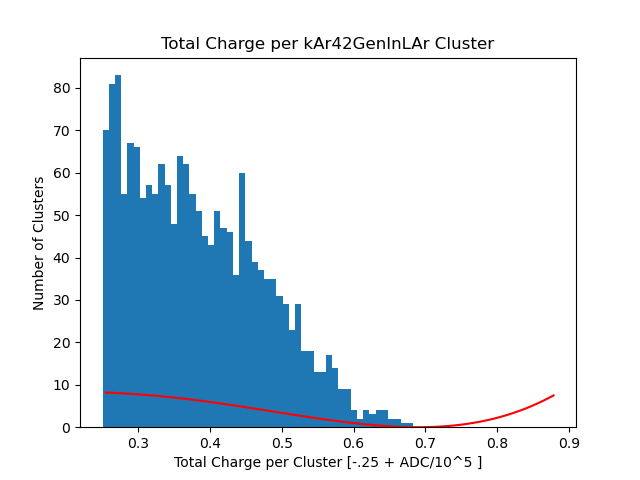 Total Charge per kAr42GenInLAr Cluster
Number of Clusters
80
70
60
50
40
30
20
10
0
0.3 0.4 0.5 0.6 0.7 0.8 0.9
Total Charge per Cluster [-.25 + ADC/10^5 ]